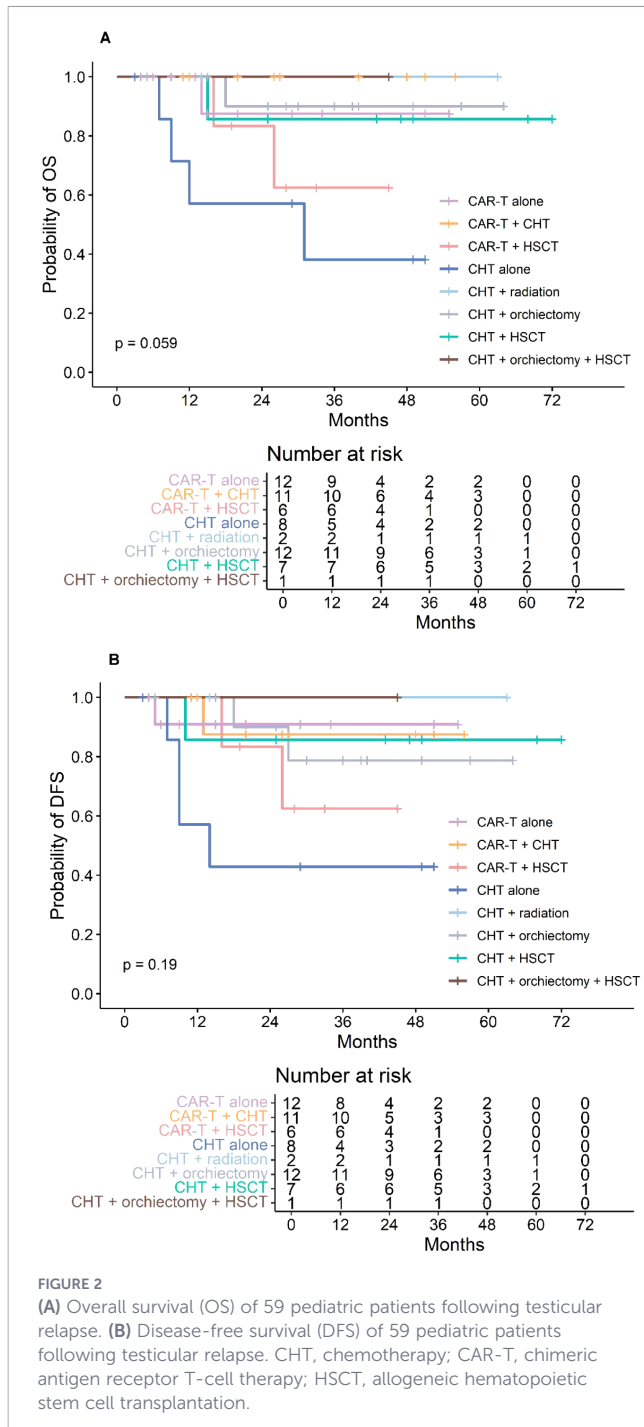 A
Probability of OS
1.0
0.8
0.6
0.4
0.2
0.0
p = 0.059
CAR-T alone
CAR-T + CHT
CAR-T + HSCT
CHT alone
CHT + radiation
CHT + orchiectomy
CHT + HSCT
CHT + orchiectomy + HSCT
0 12 24 36 48 60 72
Months
Number at risk
CAR-T alone 12 9 4 2 2 0 0
CAR-T + CHT 11 10 6 4 3 0 0
CAR-T + HSCT 6 6 4 1 0 0 0
CHT alone 8 5 4 2 2 0 0
CHT + radiation 2 2 1 1 1 1 0
CHT + orchiectomy 12 11 9 6 3 1 0
CHT + HSCT 7 7 6 5 3 2 1
CHT + orchiectomy + HSCT 1 1 1 1 0 0 0
0 12 24 36 48 60 72
Months
B
Probability of DFS
1.0
0.8
0.6
0.4
0.2
0.0
p = 0.19
CAR-T alone
CAR-T + CHT
CAR-T + HSCT
CHT alone
CHT + radiation
CHT + orchiectomy
CHT + HSCT
CHT + orchiectomy + HSCT
0 12 24 36 48 60 72
Months
Number at risk
CAR-T alone 12 8 4 2 2 0 0
CAR-T + CHT 11 10 5 3 3 0 0
CAR-T + HSCT 6 6 4 1 0 0 0
CHT alone 8 4 3 2 2 0 0
CHT + radiation 2 2 1 1 1 1 0
CHT + orchiectomy 12 11 9 6 3 1 0
CHT + HSCT 7 6 6 5 3 2 1
CHT + orchiectomy + HSCT 1 1 1 1 0 0 0
0 12 24 36 48 60 72
Months
FIGURE 2
(A) Overall survival (OS) of 59 pediatric patients following testicular
relapse. (B) Disease-free survival (DFS) of 59 pediatric patients
following testicular relapse. CHT, chemotherapy; CAR-T, chimeric
antigen receptor T-cell therapy; HSCT, allogeneic hematopoietic
stem cell transplantation.